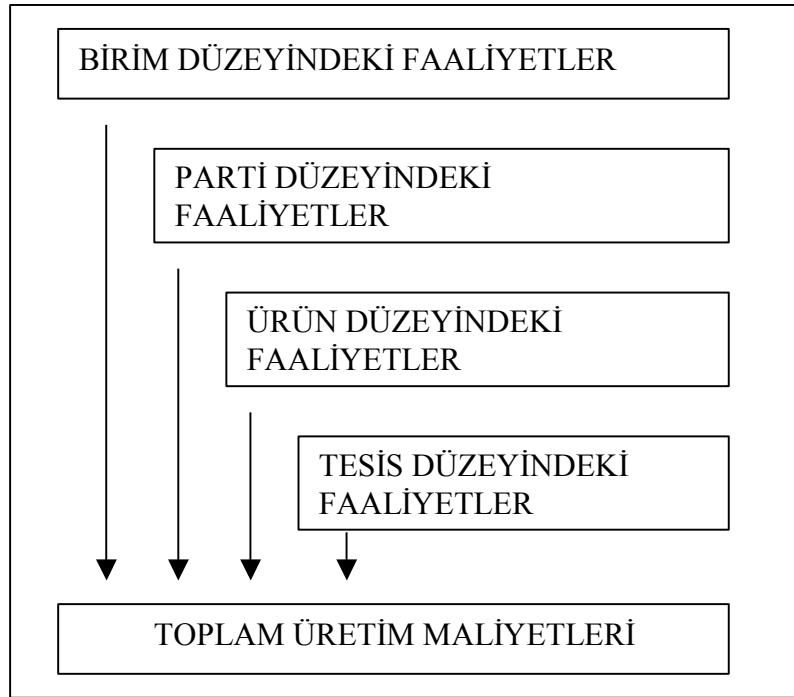 BİRİM DÜZEYİNDEKİ FAALİYETLER
PARTİ DÜZEYİNDEKİ
FAALİYETLER
ÜRÜN DÜZEYİNDEKİ
FAALİYETLER
TESİS DÜZEYİNDEKİ
FAALİYETLER
TOPLAM ÜRETİM MALİYETLERİ